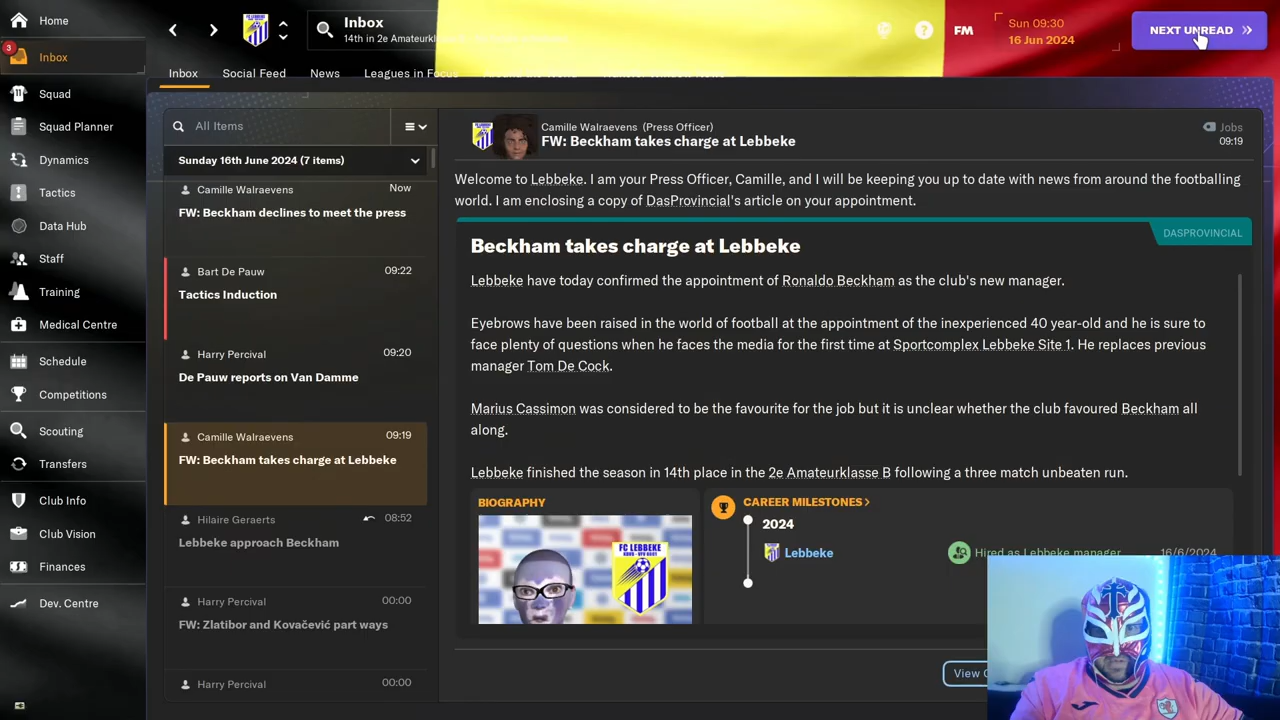 Home
3
Inbox
Squad
Squad Planner
Dynamics
Tactics
Data Hub
Staff
Training
Medical Centre
Schedule
Competitions
Scouting
Transfers
Club Info
Club Vision
Finances
Dev. Centre
Inbox
14th in 2e Amateurklasse B
?
FM
Sun 09:30
16 Jun 2024
NEXT UNREAD
Inbox
Social Feed
News
Leagues in Focus
All Items
Sunday 16th June 2024 (7 items)
Camille Walraevens
Now
FW: Beckham declines to meet the press
Bart De Pauw
09:22
Tactics Induction
Harry Percival
09:20
De Pauw reports on Van Damme
Camille Walraevens
09:19
FW: Beckham takes charge at Lebbeke
Hilaire Geraerts
08:52
Lebbeke approach Beckham
Harry Percival
00:00
FW: Zlatibor and Kovačević part ways
Harry Percival
00:00
Camille Walraevens (Press Officer)
FW: Beckham takes charge at Lebbeke
Jobs
09:19
Welcome to Lebbeke. I am your Press Officer, Camille, and I will be keeping you up to date with news from around the footballing
world. I am enclosing a copy of DasProvincial's article on your appointment.
DASPROVINCIAL
Beckham takes charge at Lebbeke
Lebbeke have today confirmed the appointment of Ronaldo Beckham as the club's new manager.
Eyebrows have been raised in the world of football at the appointment of the inexperienced 40 year-old and he is sure to
face plenty of questions when he faces the media for the first time at Sportcomplex Lebbeke Site 1. He replaces previous
manager Tom De Cock.
Marius Cassimon was considered to be the favourite for the job but it is unclear whether the club favoured Beckham all
along.
Lebbeke finished the season in 14th place in the 2e Amateurklasse B following a three match unbeaten run.
BIOGRAPHY
FC LEBBEKE
CAREER MILESTONES
2024
Lebbeke
Hired as Lebbeke manager
16/6/2024
View